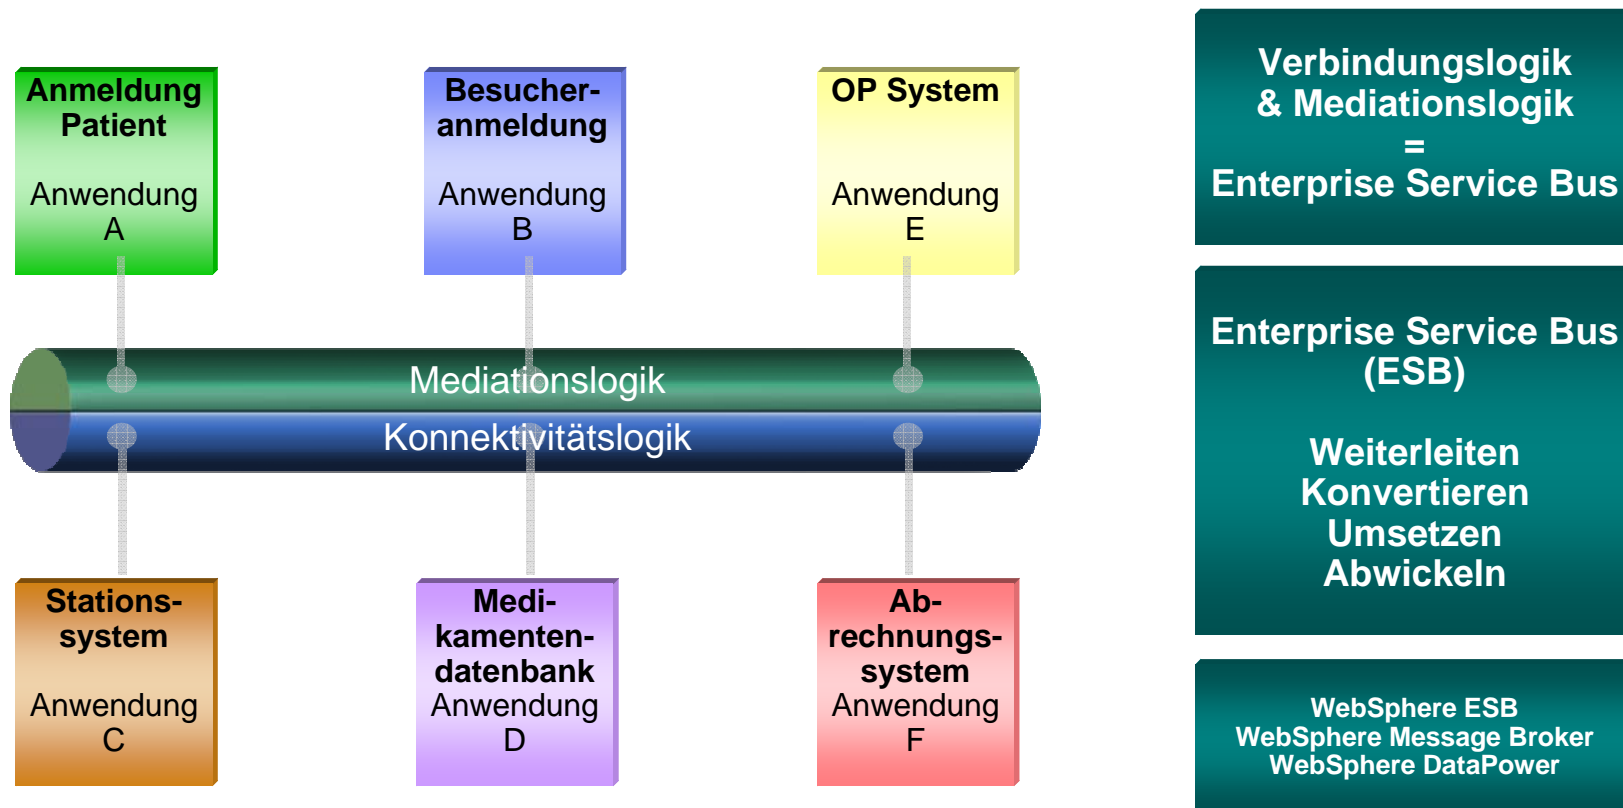 Anmeldung
Patient
Anwendung
A
Besucher-
anmeldung
Anwendung
B
OP System
Anwendung
E
Mediationslogik
Konnektivitätslogik
Stations-
system
Anwendung
C
Medi-
kamenten-
datenbank
Anwendung
D
Ab-
rechnungs-
system
Anwendung
F
Verbindungslogik
& Mediationslogik
=
Enterprise Service Bus
Enterprise Service Bus
(ESB)
Weiterleiten
Konvertieren
Umsetzen
Abwickeln
WebSphere ESB
WebSphere Message Broker
WebSphere DataPower